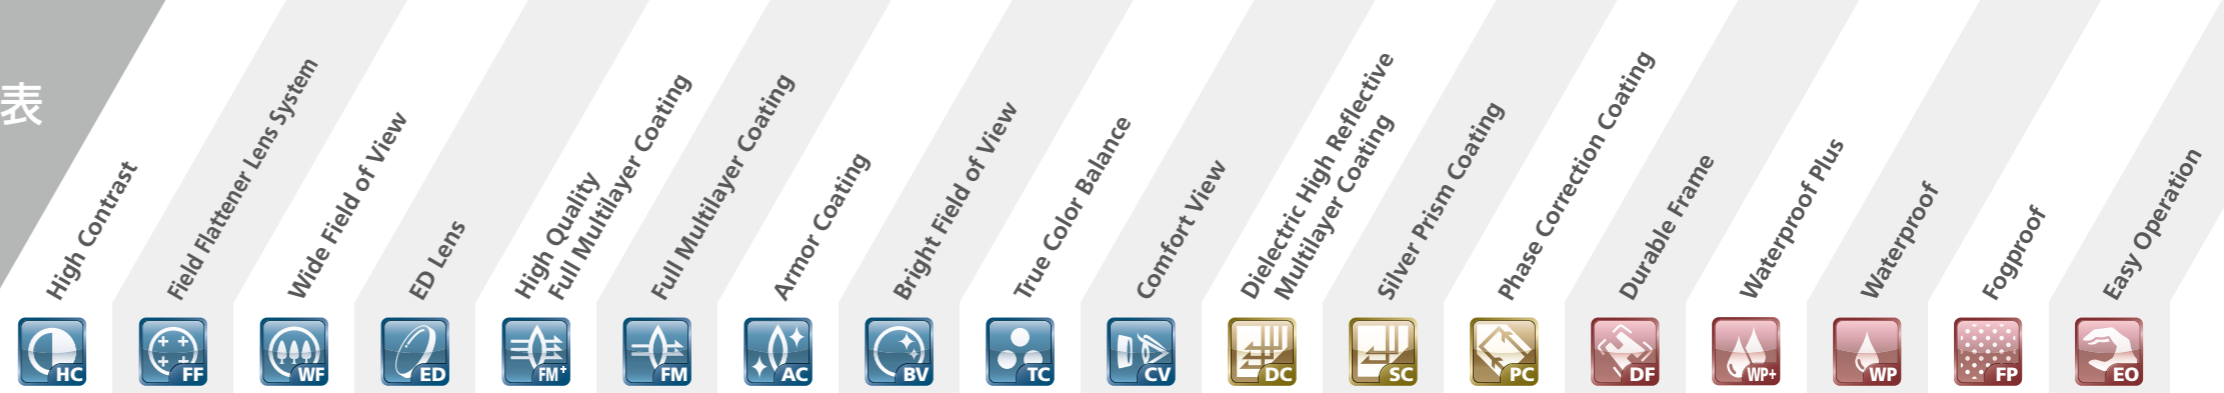 表
High Contrast
Field Flattener Lens System
Wide Field of View
ED Lens
High Quality
Full Multilayer Coating
Full Multilayer Coating
Armor Coating
Bright Field of View
True Color Balance
Comfort View
Dielectric High Reflective
Multilayer Coating
Silver Prism Coating
Phase Correction Coating
Durable Frame
Waterproof Plus
Waterproof
Fogproof
Easy Operation
HC
FF
WF
ED
FM+
FM
AC
BV
TC
CV
DC
SC
PC
DF
WP+
WP
FP
EO